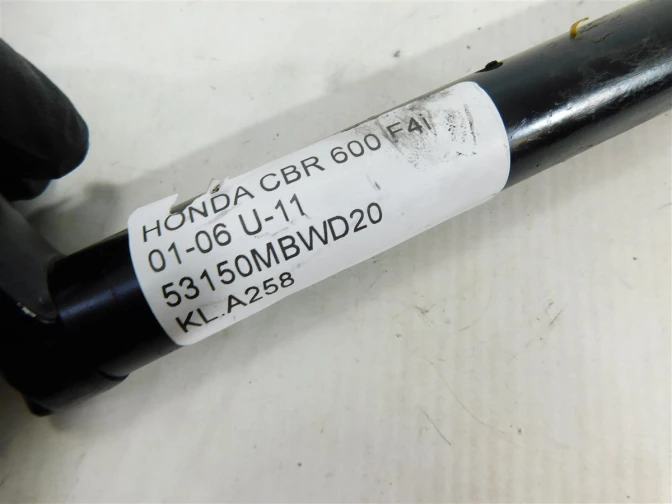 HONDA CBR 600 F4I
01-06 U-11
53150MBWD20
KL.A258